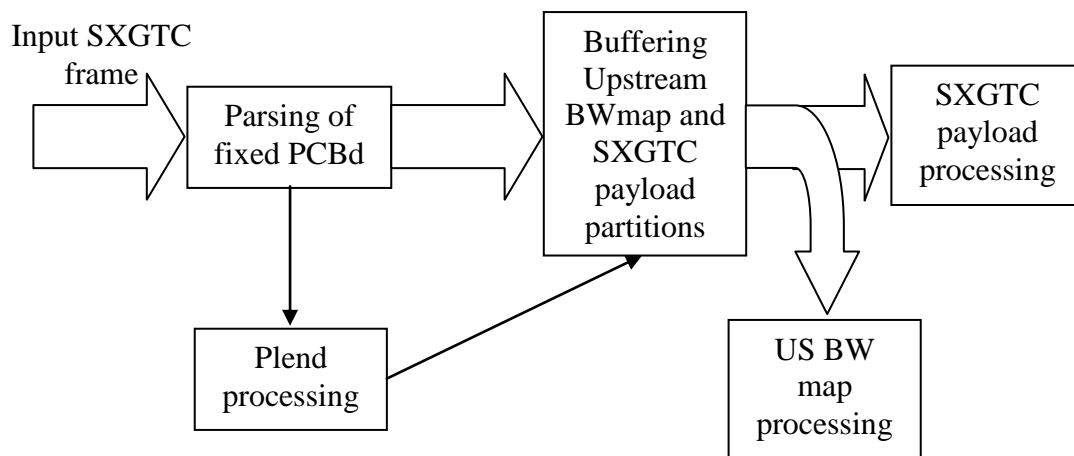 Input SXGTC
frame
Parsing of
fixed PCBd
Buffering
Upstream
BWmap and
SXGTC
payload
partitions
SXGTC
payload
processing
Plend
processing
US BW
map
processing